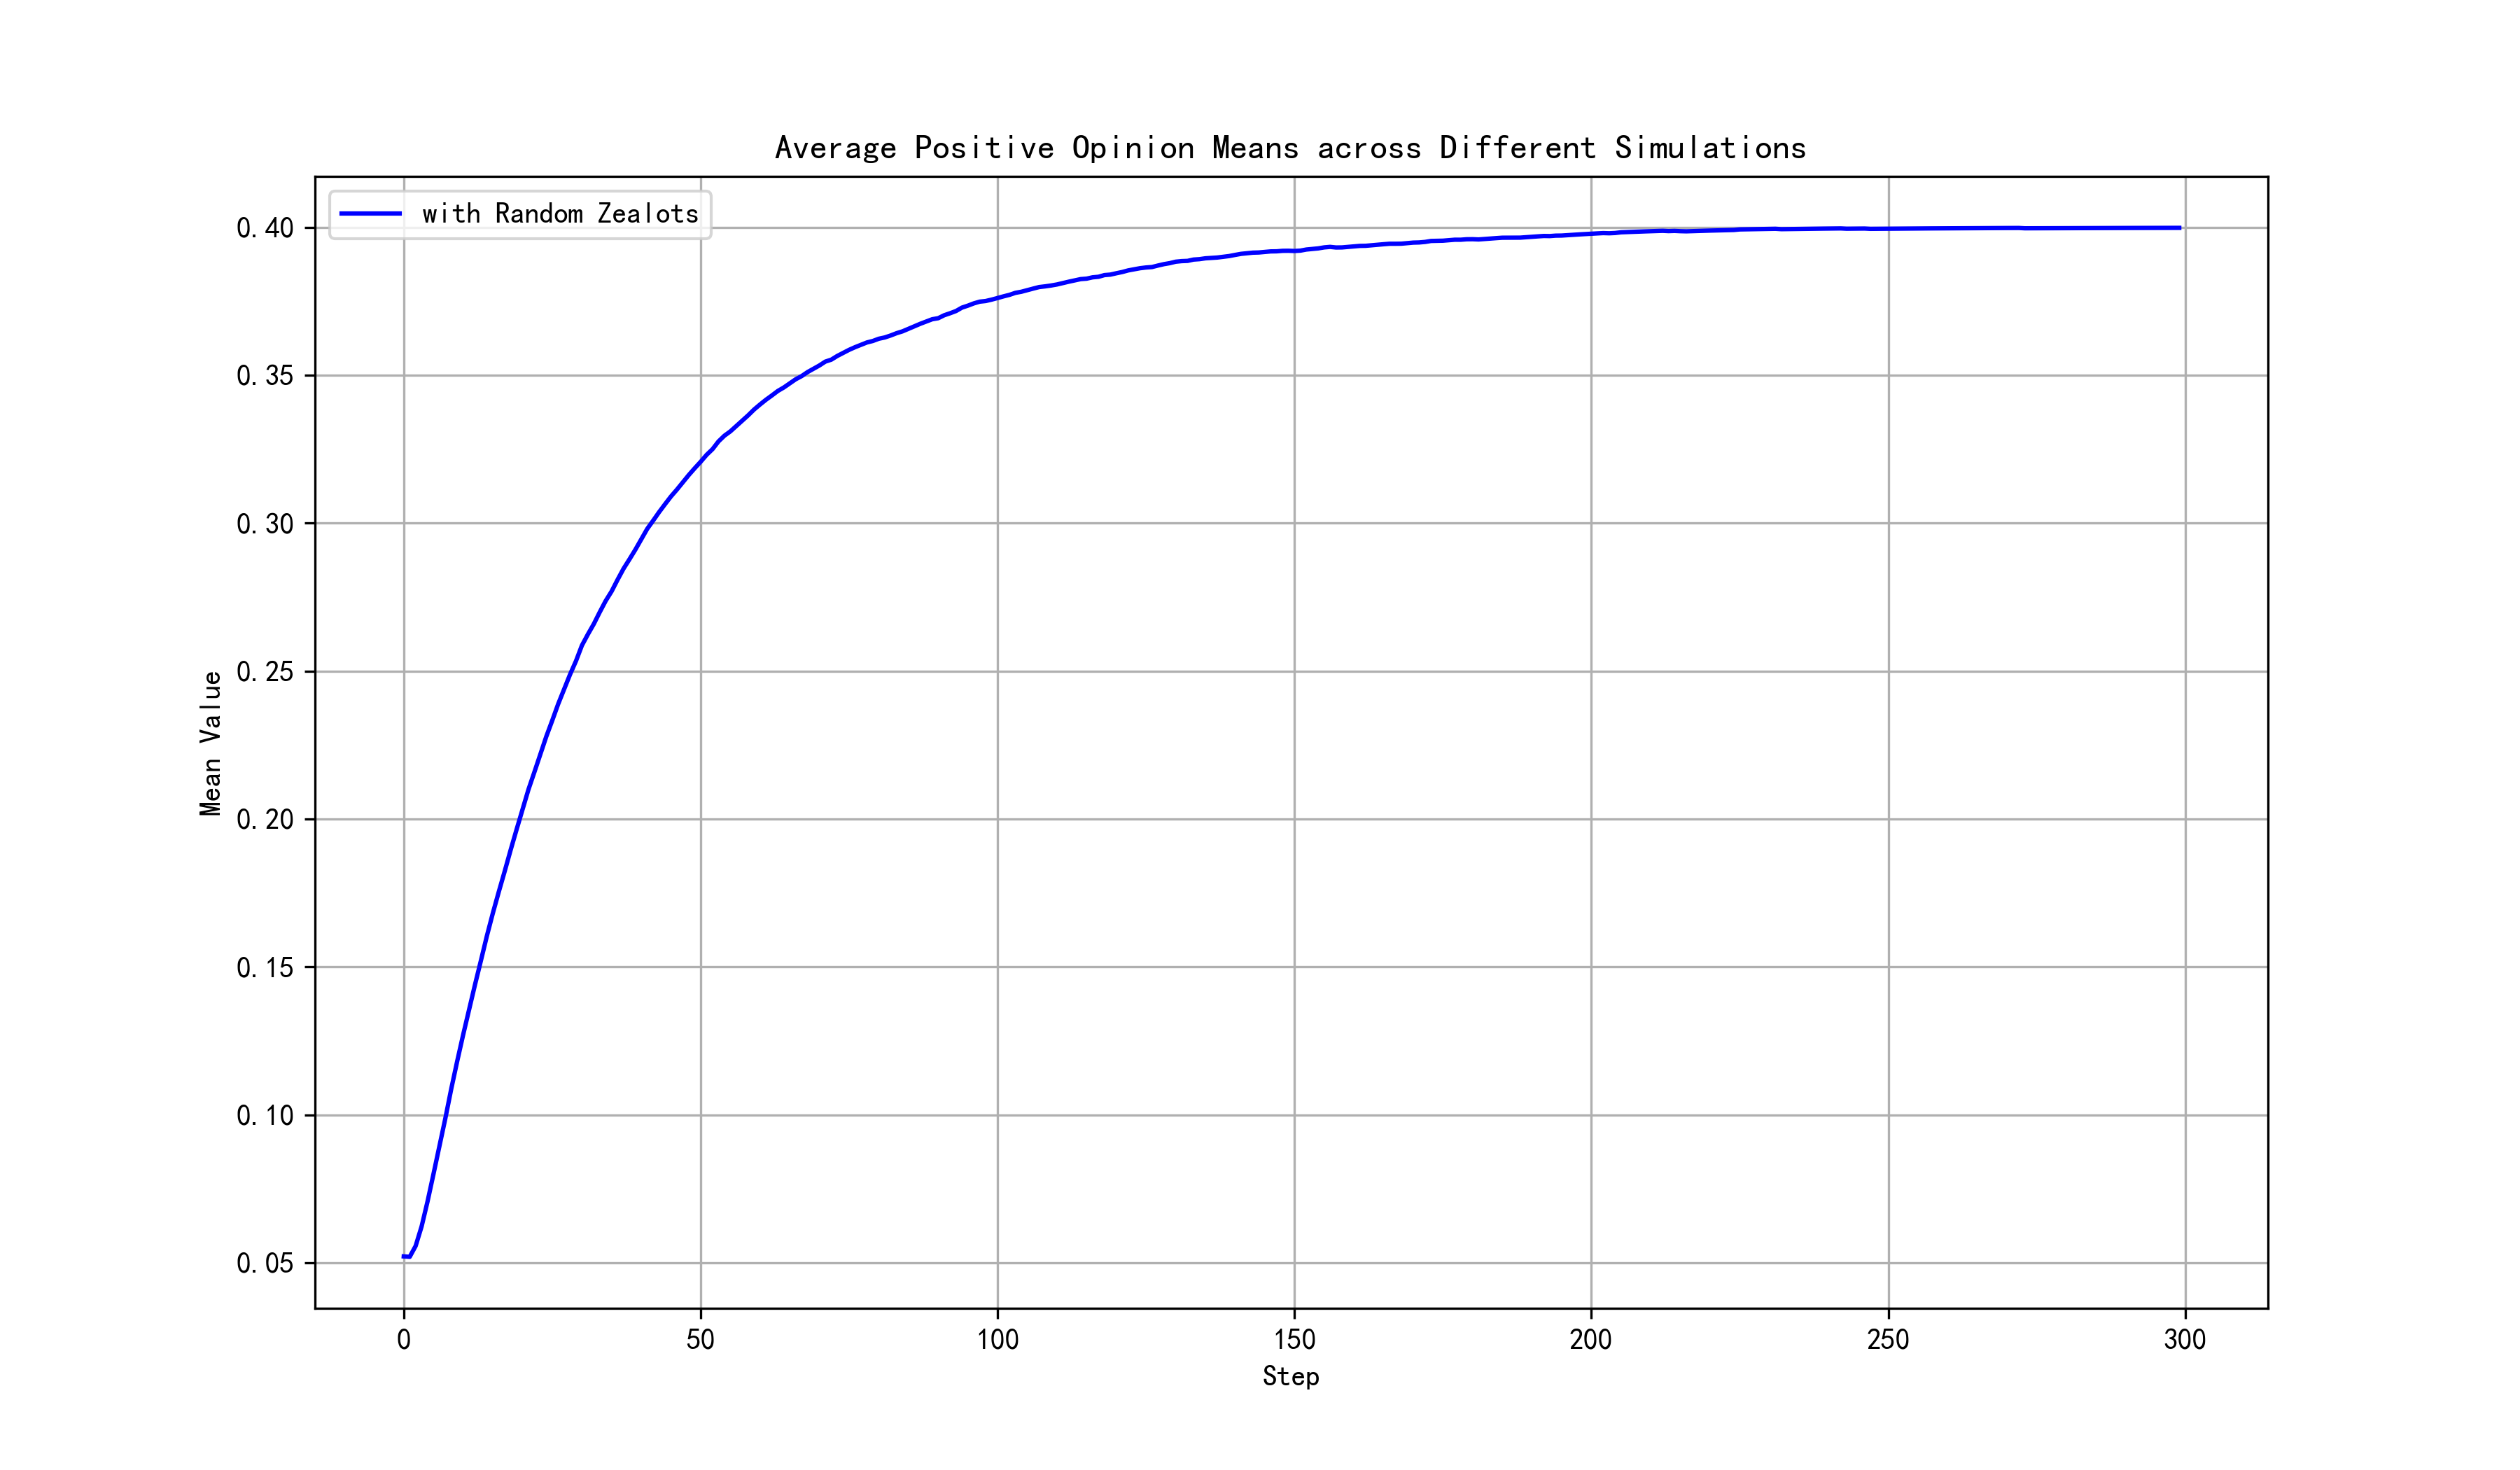 Average Positive Opinion Means across Different Simulations
with Random Zealots
Mean Value
0.40
0.35
0.30
0.25
0.20
0.15
0.10
0.05
0 50 100 150 200 250 300
Step